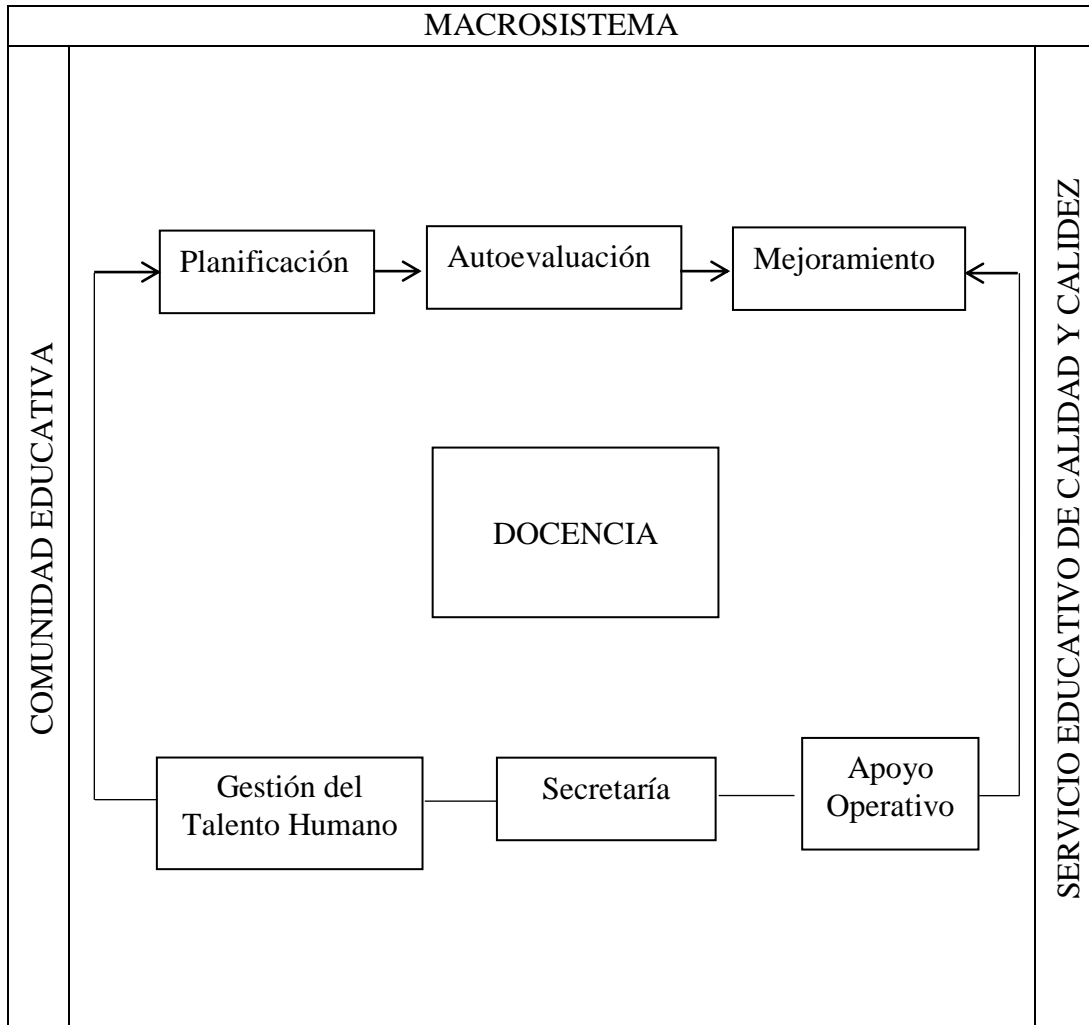 MACROSISTEMA
COMUNIDAD EDUCATIVA
Planificación
Autoevaluación
Mejoramiento
DOCENCIA
Gestión del
Talento Humano
Secretaría
Apoyo
Operativo
SERVICIO EDUCATIVO DE CALIDAD Y CALIDEZ